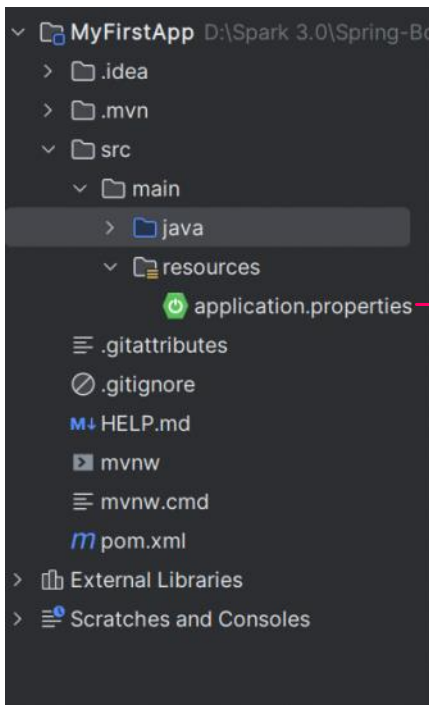 MyFirstApp D:\Spark 3.0\Spring-Bo
.idea
.mvn
src
main
java
resources
application.properties
.gitattributes
.gitignore
M↓ HELP.md
mvnw
mvnw.cmd
m pom.xml
External Libraries
Scratches and Consoles